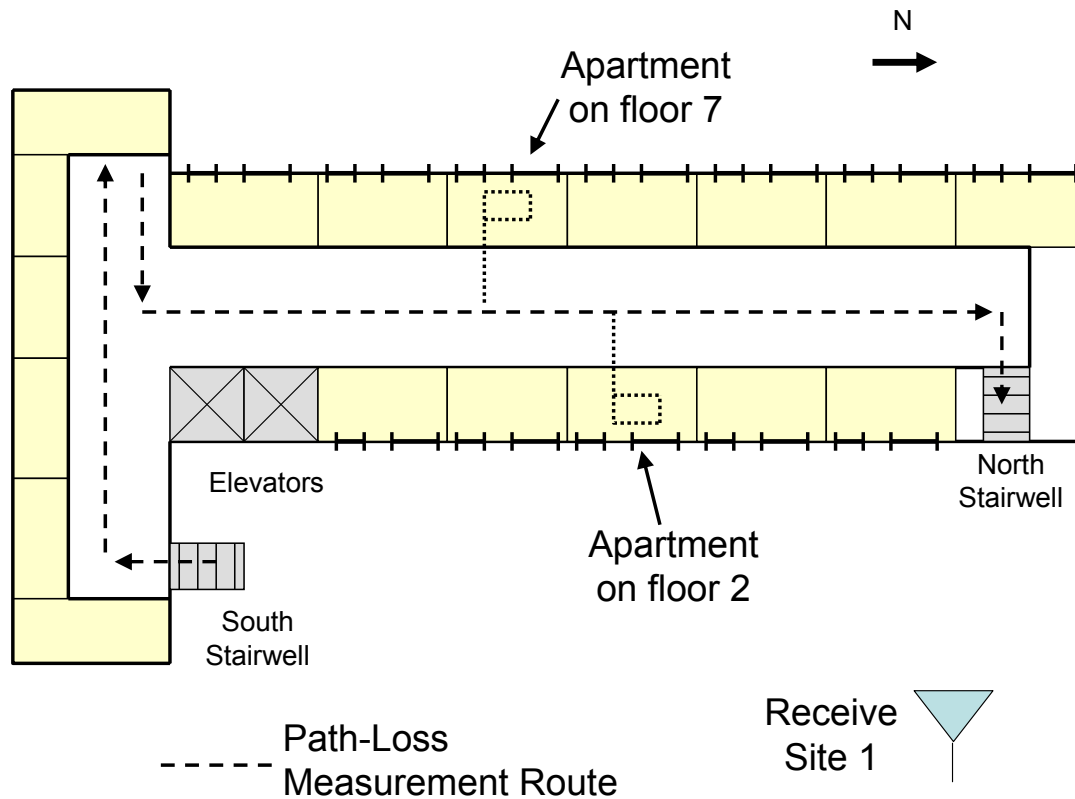 N
Apartment
on floor 7
Elevators
North
Stairwell
Apartment
on floor 2
South
Stairwell
Receive
Site 1
Path-Loss
Measurement Route